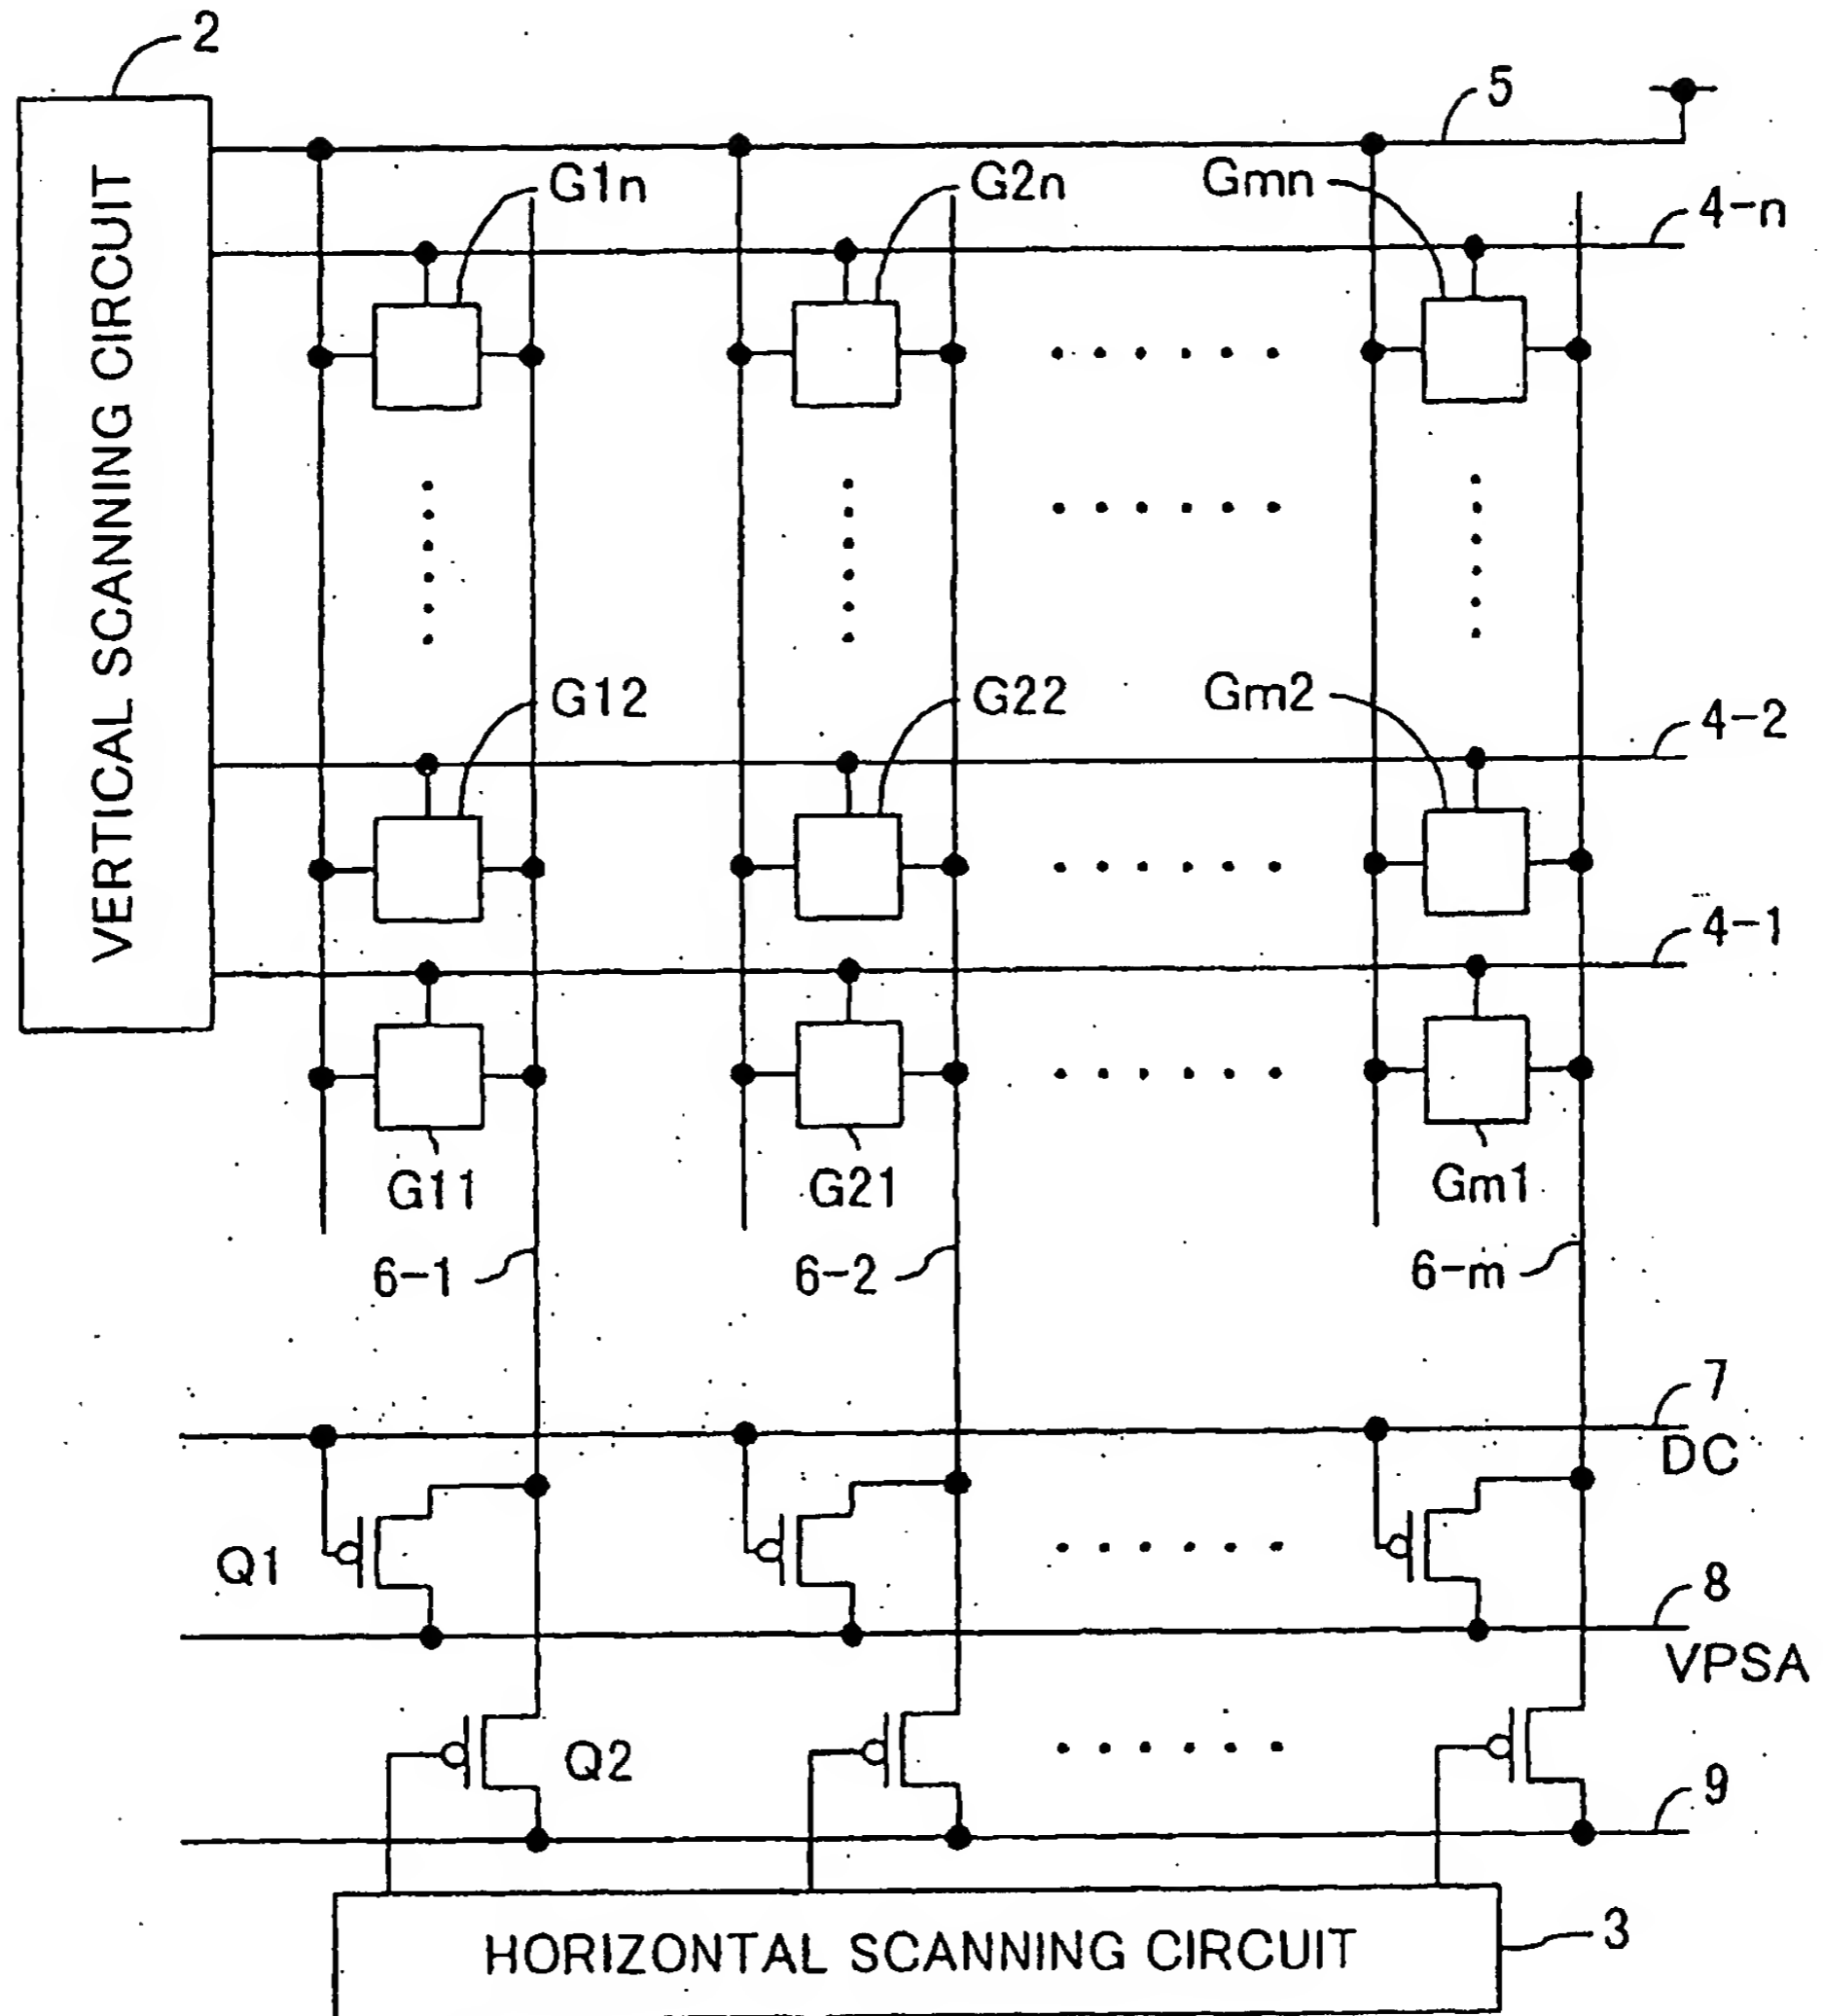 2
5
G1n
G2n
Gmn
4-n
VERTICAL SCANNING CIRCUIT
G12
G22
Gm2
4-2
4-1
G11
G21
Gm1
6-1
6-2
6-m
7
DC
Q1
8
VPSA
Q2
9
HORIZONTAL SCANNING CIRCUIT
3